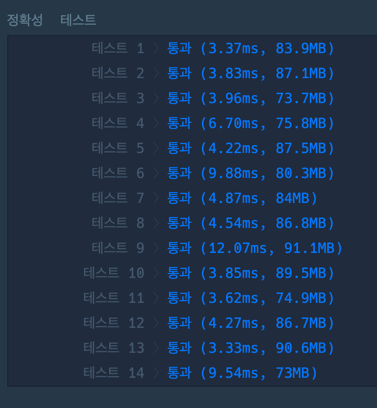 정확성 테스트
테스트 1 〉 통과 (3.37ms, 83.9MB)
테스트 2 〉 통과 (3.83ms, 87.1MB)
테스트 3 〉 통과 (3.96ms, 73.7MB)
테스트 4 〉 통과 (6.70ms, 75.8MB)
테스트 5 〉 통과 (4.22ms, 87.5MB)
테스트 6 〉 통과 (9.88ms, 80.3MB)
테스트 7 〉 통과 (4.87ms, 84MB)
테스트 8 〉 통과 (4.54ms, 86.8MB)
테스트 9 〉 통과 (12.07ms, 91.1MB)
테스트 10 〉 통과 (3.85ms, 89.5MB)
테스트 11 〉 통과 (3.62ms, 74.9MB)
테스트 12 〉 통과 (4.27ms, 86.7MB)
테스트 13 〉 통과 (3.33ms, 90.6MB)
테스트 14 〉 통과 (9.54ms, 73MB)